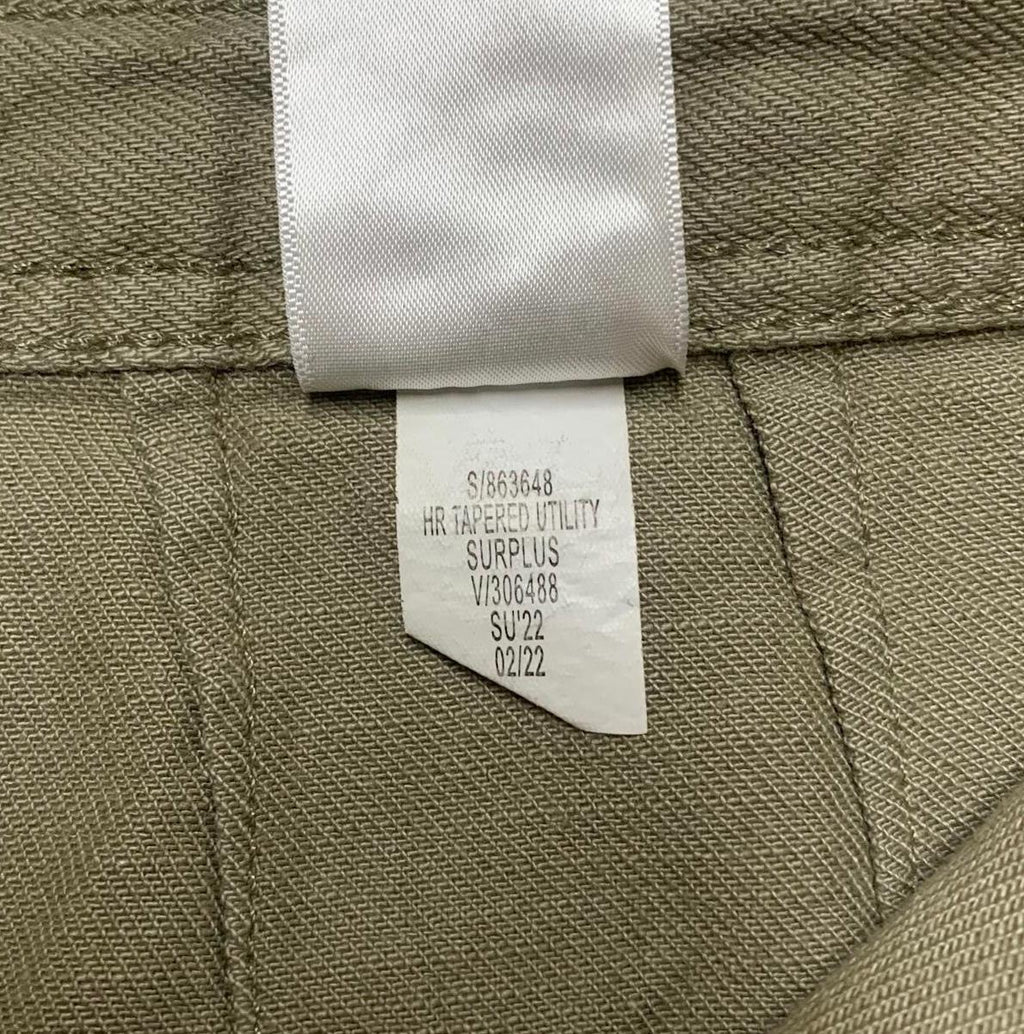 S/863648
HR TAPERED UTILITY
SURPLUS
V/306488
SU'22
02/22